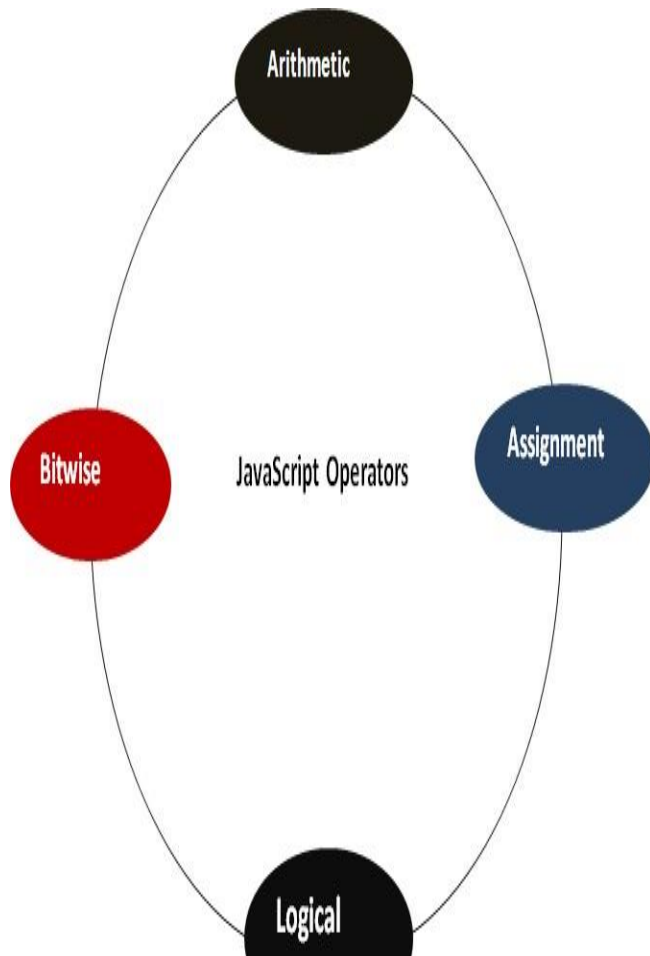 Arithmetic
Assignment
Bitwise
JavaScript Operators
Logical